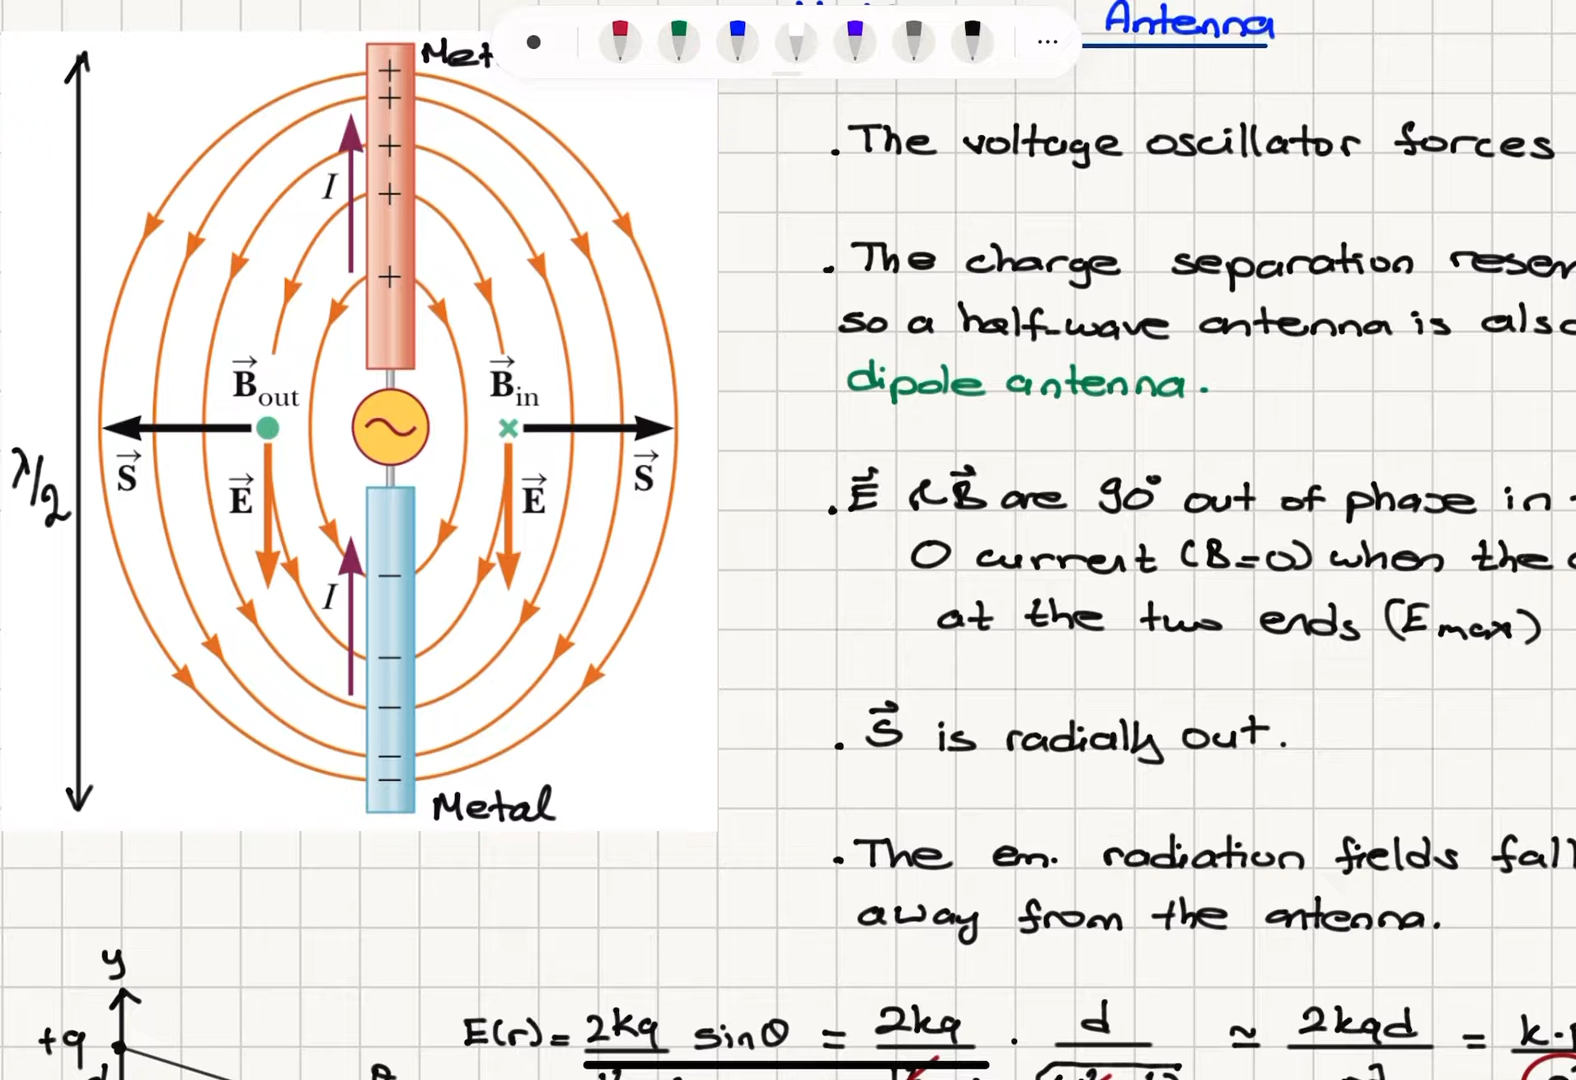 Antenna
Met
+
+
+
+
+
I
B out
B in
S
S
E
E
λ/2
I
−
−
−
−
−
Metal
. The voltage oscillator forces
. The charge separation resem
so a half-wave antenna is also
dipole antenna.
. E & B are 90° out of phase in
0 current (B=0) when the
at the two ends (E max)
. S is radially out.
. The em. radiation fields fall
away from the antenna.
y
+q
E(r) = 2kq sinθ = 2kq · d ≃ 2kqd = k·